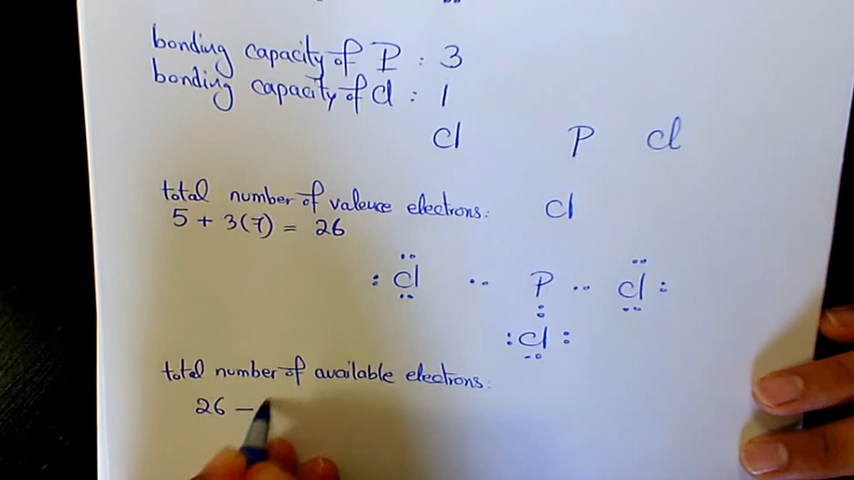 bonding capacity of P : 3
bonding capacity of Cl : 1
Cl P Cl
total number of valence electrons:
Cl
5 + 3(7) = 26
Cl P Cl
Cl
total number of available electrons:
26 −